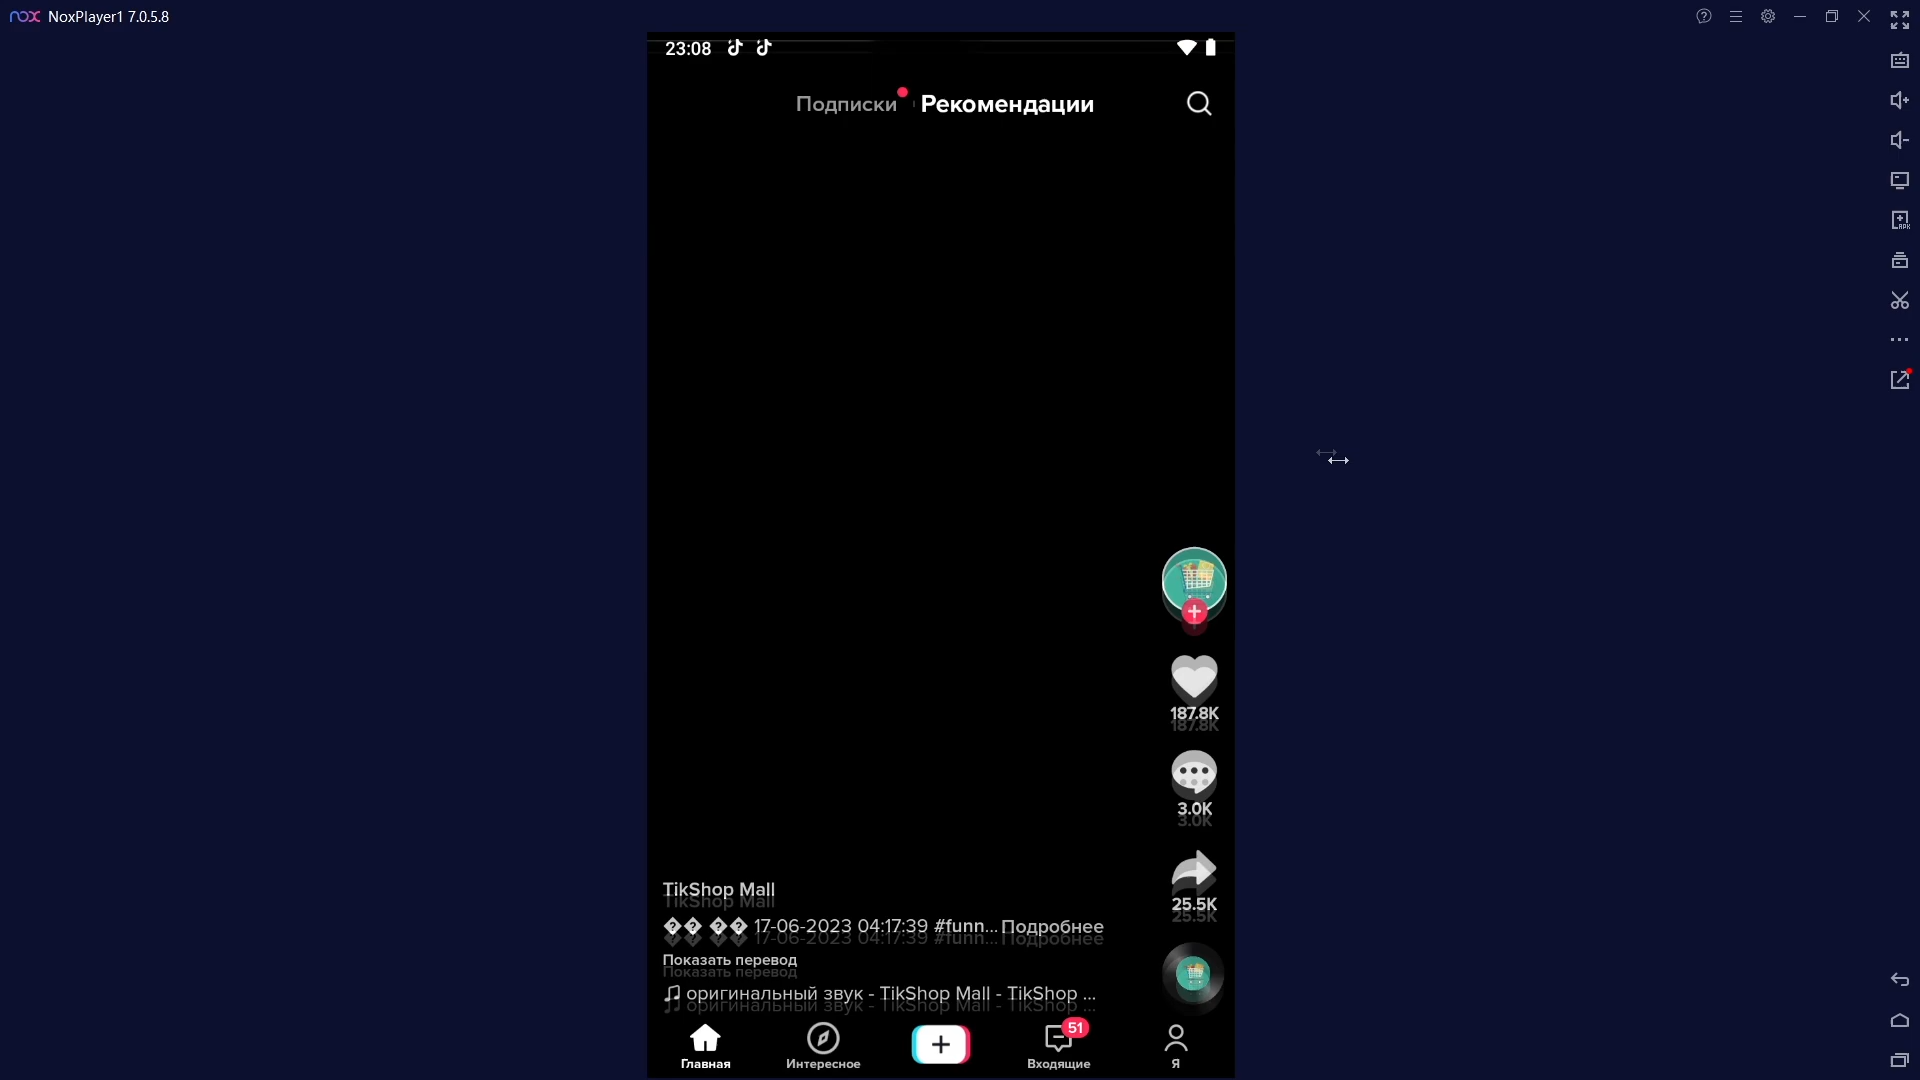 nox NoxPlayer1 7.0.5.8
23:08
Подписки Рекомендации
187.8K
3.0K
25.5K
TikShop Mall
�� �� 17-06-2023 04:17:39 #funn... Подробнее
Показать перевод
оригинальный звук - TikShop Mall - TikShop ...
51
Главная Интересное Входящие Я